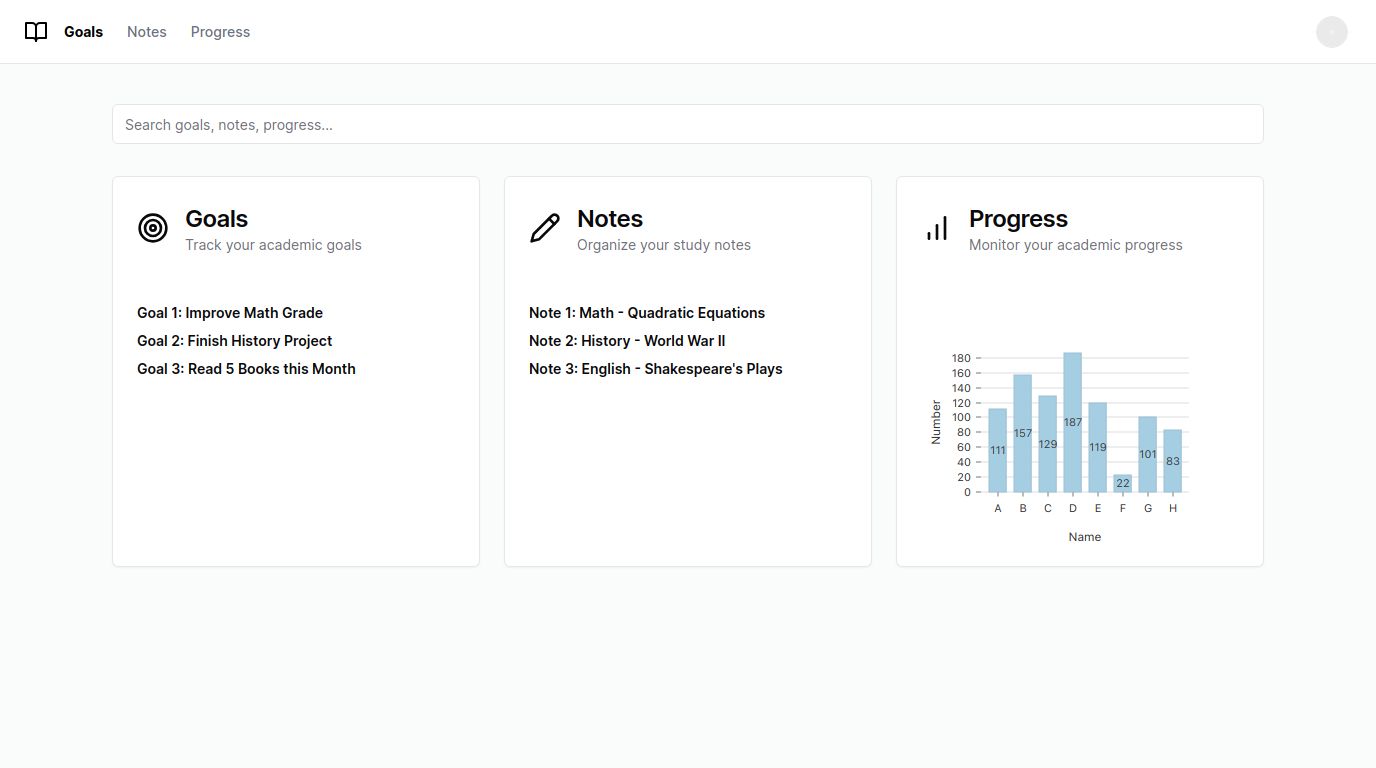 Goals Notes Progress
Search goals, notes, progress...
Goals
Track your academic goals
Goal 1: Improve Math Grade
Goal 2: Finish History Project
Goal 3: Read 5 Books this Month
Notes
Organize your study notes
Note 1: Math - Quadratic Equations
Note 2: History - World War II
Note 3: English - Shakespeare's Plays
Progress
Monitor your academic progress
Number
180
160
140
120
100
80
60
40
20
0
111 157 129 187 119 22 101 83
A B C D E F G H
Name